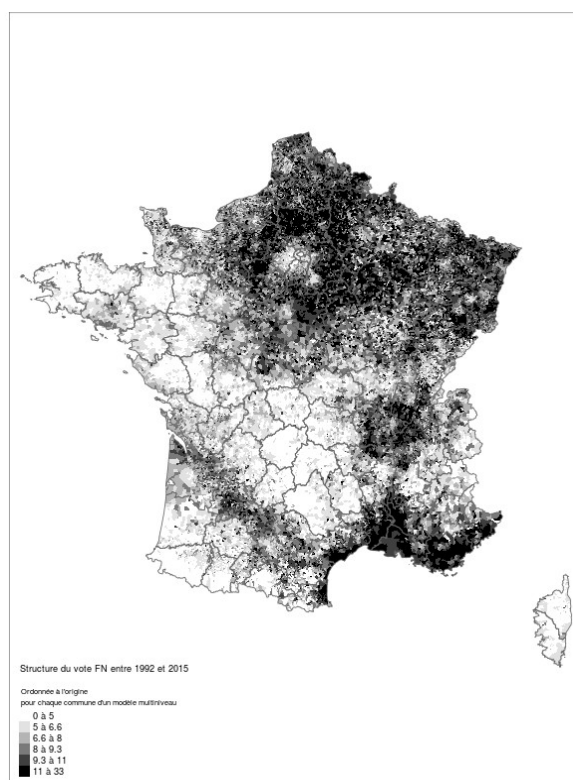 Structure du vote FN entre 1992 et 2015
Ordonnée à l'origine
pour chaque commune d'un modèle multiniveau
0 à 5
5 à 6.6
6.6 à 8
8 à 9.3
9.3 à 11
11 à 33